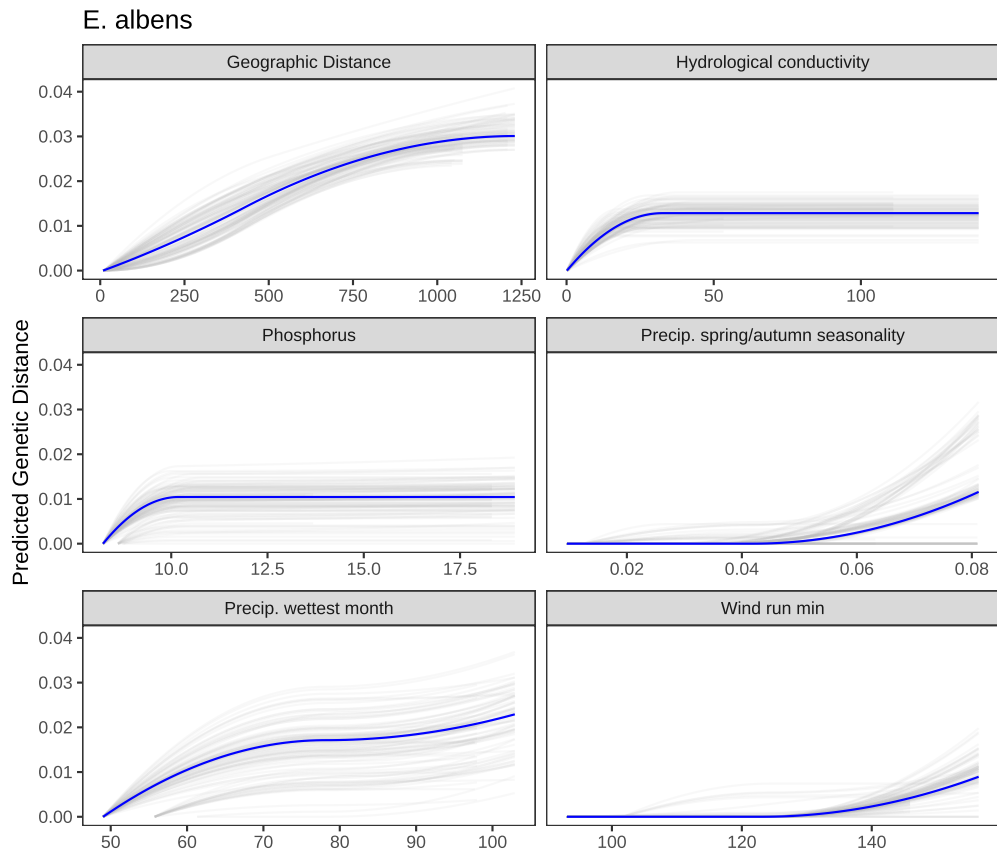 E. albens
Geographic Distance
Hydrological conductivity
0.04
0.03
0.02
0.01
0.00
0 250 500 750 1000 1250
0 50 100
Phosphorus
Precip. spring/autumn seasonality
0.04
0.03
0.02
0.01
0.00
10.0 12.5 15.0 17.5
0.02 0.04 0.06 0.08
Predicted Genetic Distance
Precip. wettest month
Wind run min
0.04
0.03
0.02
0.01
0.00
50 60 70 80 90 100
100 120 140